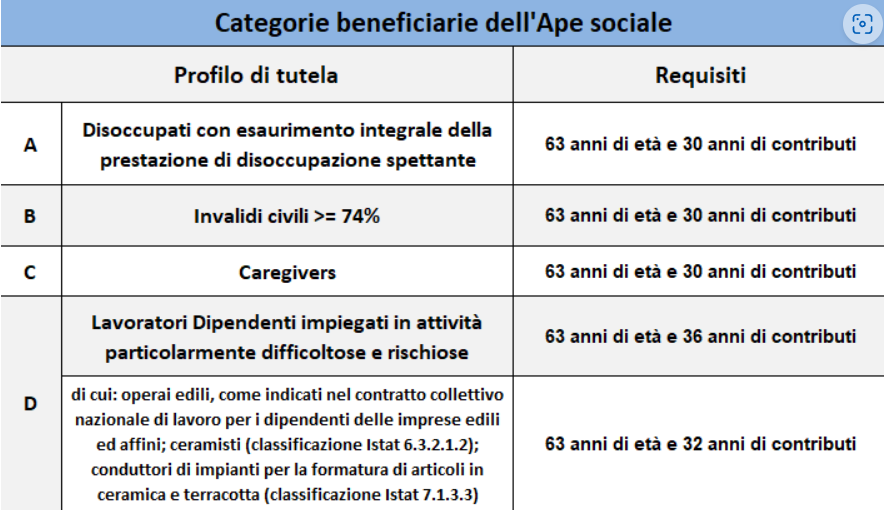 Categorie beneficiarie dell'Ape sociale
Profilo di tutela
Requisiti
A
Disoccupati con esaurimento integrale della
prestazione di disoccupazione spettante
63 anni di età e 30 anni di contributi
B
Invalidi civili >= 74%
63 anni di età e 30 anni di contributi
C
Caregivers
63 anni di età e 30 anni di contributi
D
Lavoratori Dipendenti impiegati in attività
particolarmente difficoltose e rischiose
63 anni di età e 36 anni di contributi
di cui: operai edili, come indicati nel contratto collettivo
nazionale di lavoro per i dipendenti delle imprese edili
ed affini; ceramisti (classificazione Istat 6.3.2.1.2);
conduttori di impianti per la formatura di articoli in
ceramica e terracotta (classificazione Istat 7.1.3.3)
63 anni di età e 32 anni di contributi